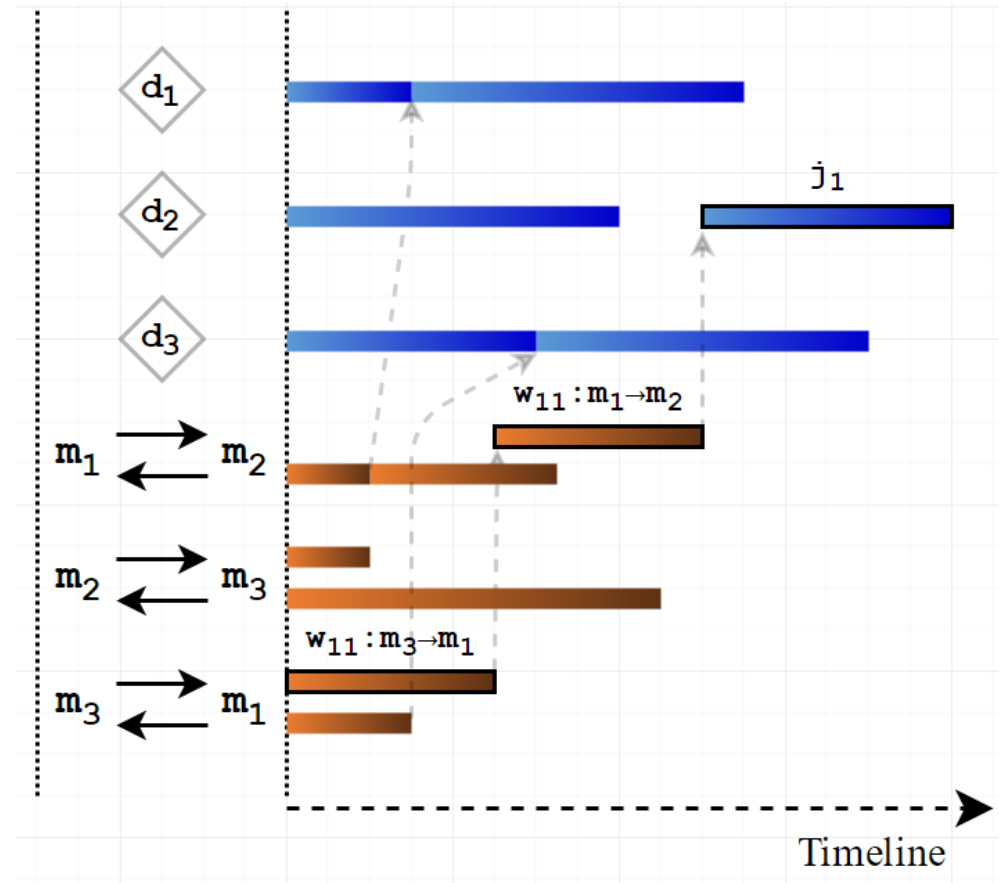 d₁
j₁
d₂
d₃
w₁₁:m₁→m₂
m₁ m₂
m₂ m₃
w₁₁:m₃→m₁
m₃ m₁
Timeline